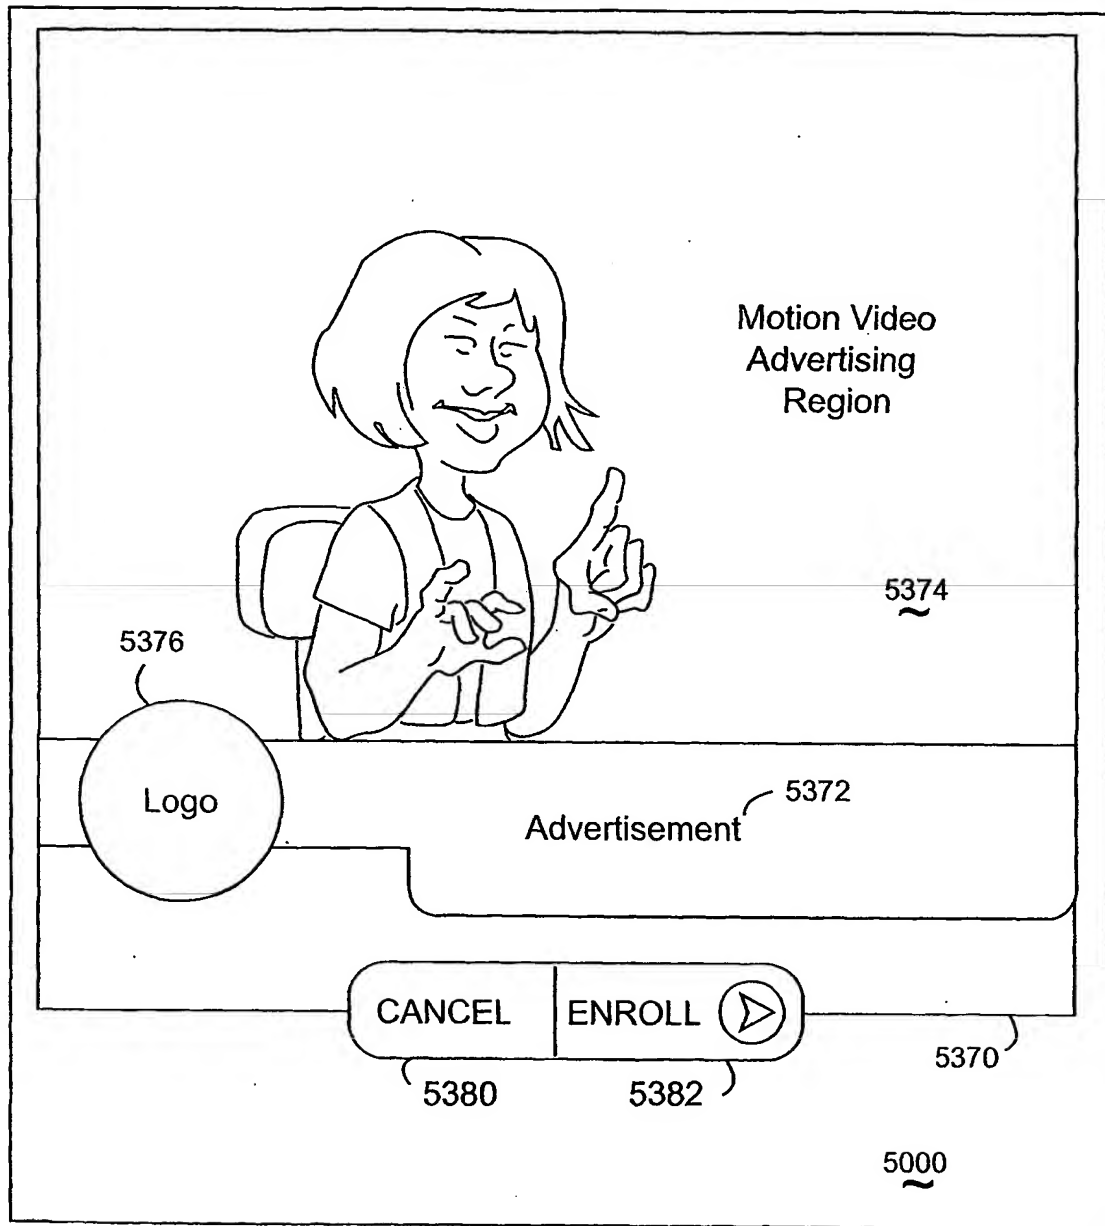 Motion Video
Advertising
Region
5374
5376
Logo
5372
Advertisement
CANCEL
ENROLL
5370
5380
5382
5000